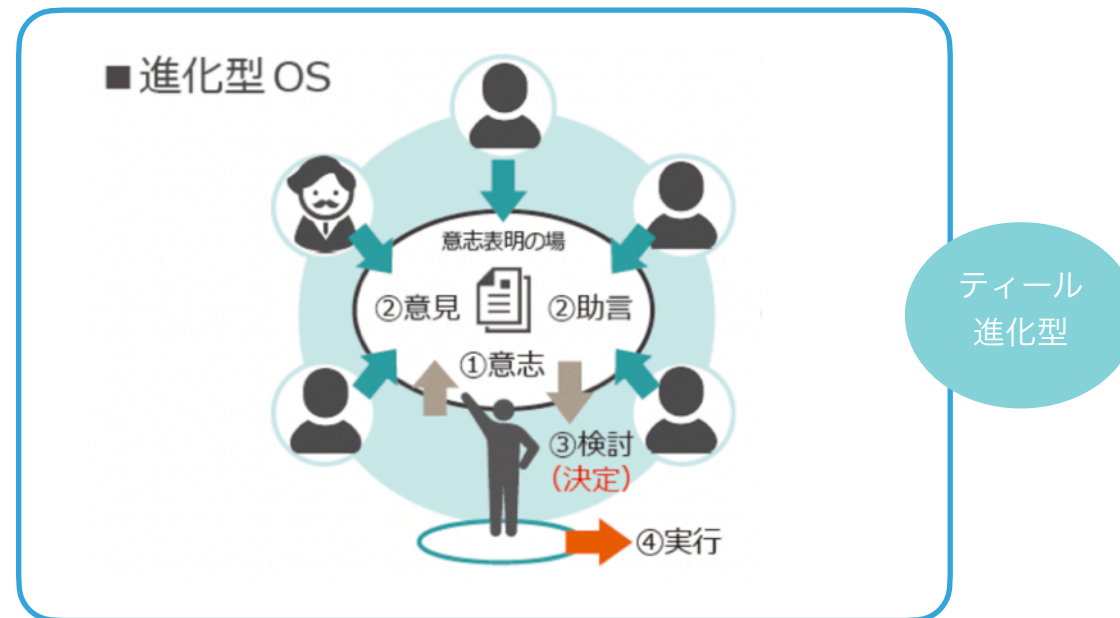 ■進化型OS
意志表明の場
②意見
②助言
①意志
③検討
(決定)
④実行
ティール
進化型